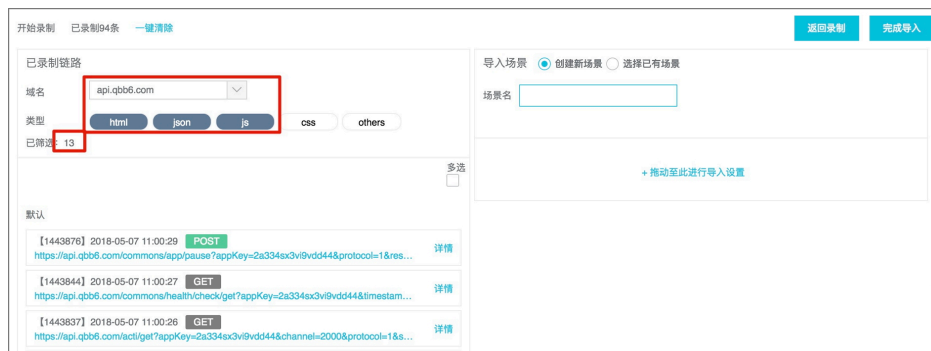 开始录制 已录制94条 一键清除 返回录制 完成导入
已录制链路
域名 api.qbb6.com
类型 html json js css others
已筛选: 13
多选
默认
【1443876】2018-05-07 11:00:29 POST
https://api.qbb6.com/commons/app/pause?appKey=2a334sx3vi9vdd44&protocol=1&res... 详情
【1443844】2018-05-07 11:00:27 GET
https://api.qbb6.com/commons/health/check/get?appKey=2a334sx3vi9vdd44&timestam... 详情
【1443837】2018-05-07 11:00:26 GET
https://api.qbb6.com/acti/get?appKey=2a334sx3vi9vdd44&channel=2000&protocol=1&s... 详情
导入场景 创建新场景 选择已有场景
场景名
+ 拖动至此进行导入设置